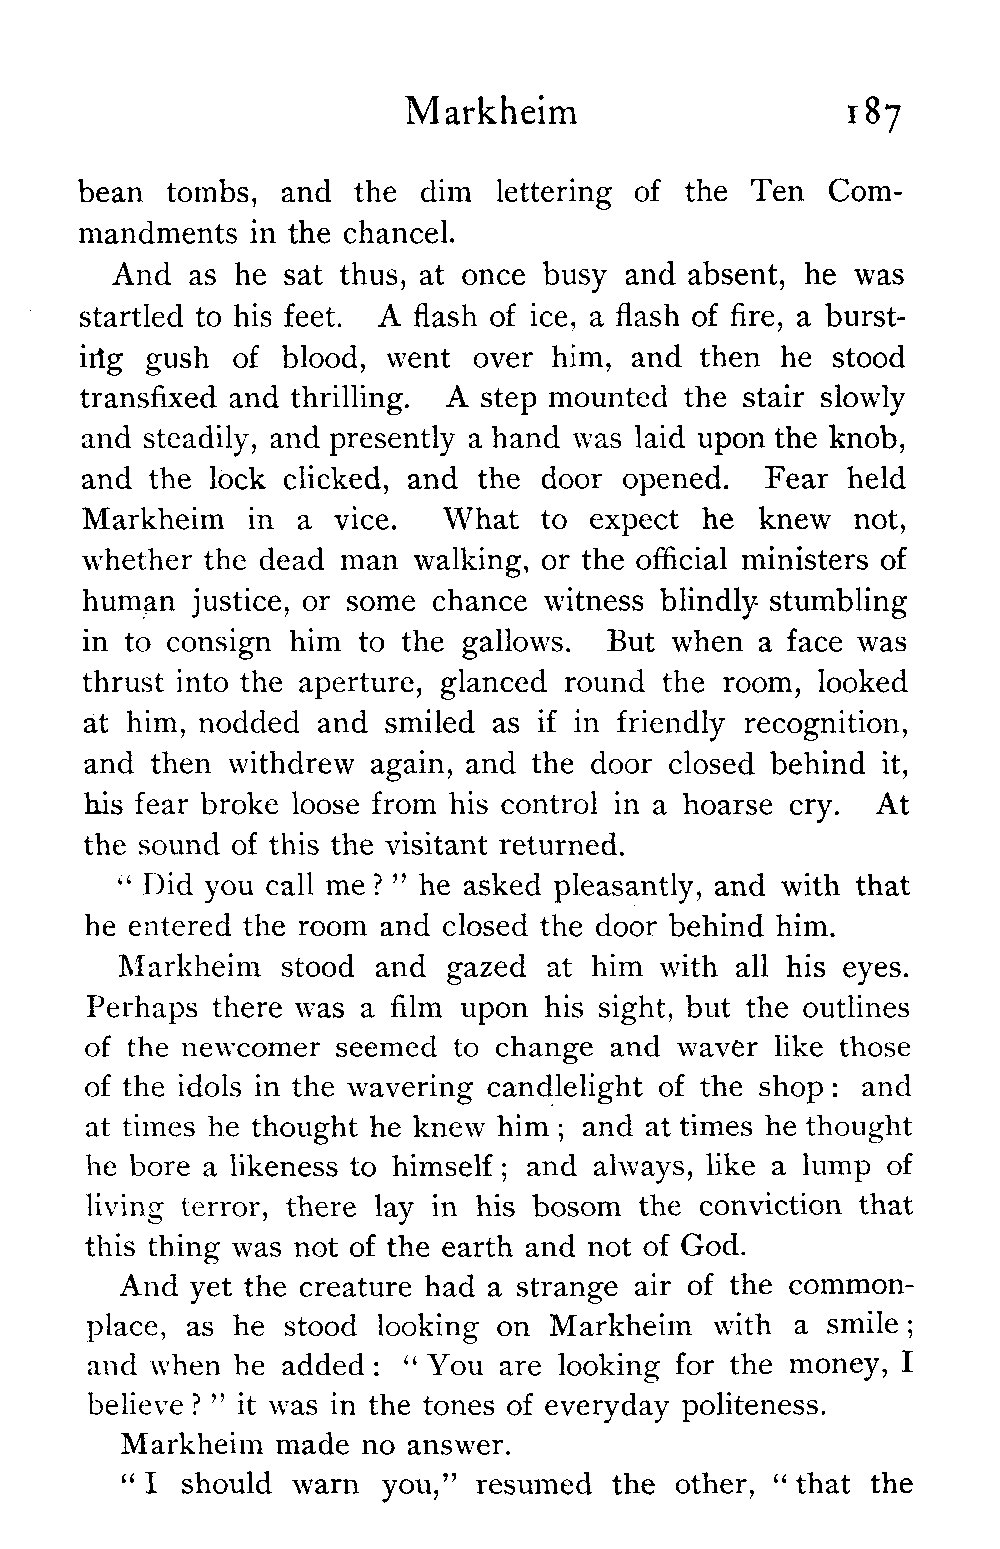 Markheim 187
bean tombs, and the dim lettering of the Ten Com-
mandments in the chancel.
And as he sat thus, at once busy and absent, he was
startled to his feet. A flash of ice, a flash of fire, a burst-
ing gush of blood, went over him, and then he stood
transfixed and thrilling. A step mounted the stair slowly
and steadily, and presently a hand was laid upon the knob,
and the lock clicked, and the door opened. Fear held
Markheim in a vice. What to expect he knew not,
whether the dead man walking, or the official ministers of
human justice, or some chance witness blindly stumbling
in to consign him to the gallows. But when a face was
thrust into the aperture, glanced round the room, looked
at him, nodded and smiled as if in friendly recognition,
and then withdrew again, and the door closed behind it,
his fear broke loose from his control in a hoarse cry. At
the sound of this the visitant returned.
“ Did you call me ? ” he asked pleasantly, and with that
he entered the room and closed the door behind him.
Markheim stood and gazed at him with all his eyes.
Perhaps there was a film upon his sight, but the outlines
of the newcomer seemed to change and waver like those
of the idols in the wavering candlelight of the shop : and
at times he thought he knew him ; and at times he thought
he bore a likeness to himself ; and always, like a lump of
living terror, there lay in his bosom the conviction that
this thing was not of the earth and not of God.
And yet the creature had a strange air of the common-
place, as he stood looking on Markheim with a smile ;
and when he added : “ You are looking for the money, I
believe ? ” it was in the tones of everyday politeness.
Markheim made no answer.
“ I should warn you,” resumed the other, “ that the